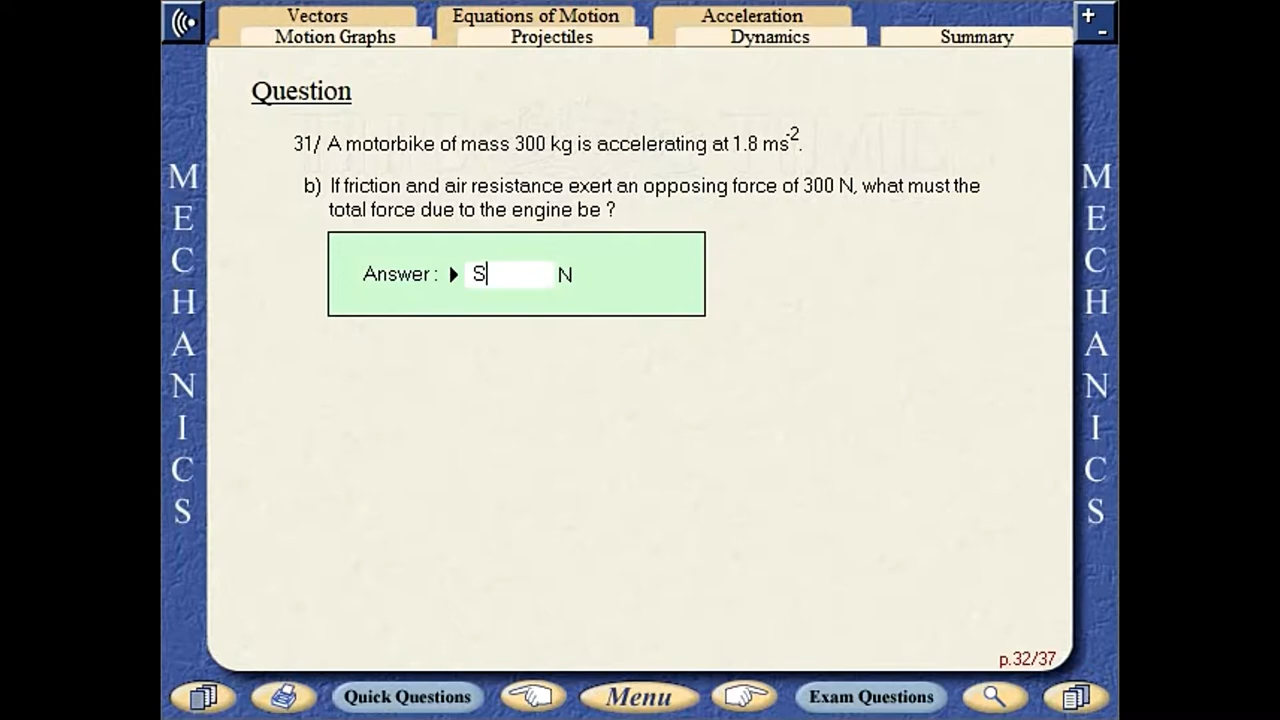 Vectors
Equations of Motion
Acceleration
Motion Graphs
Projectiles
Dynamics
Summary
+
-
Question
31/ A motorbike of mass 300 kg is accelerating at 1.8 ms-2.
b) If friction and air resistance exert an opposing force of 300 N, what must the
total force due to the engine be ?
Answer : S N
MECHANICS
MECHANICS
p.32/37
Quick Questions
Menu
Exam Questions